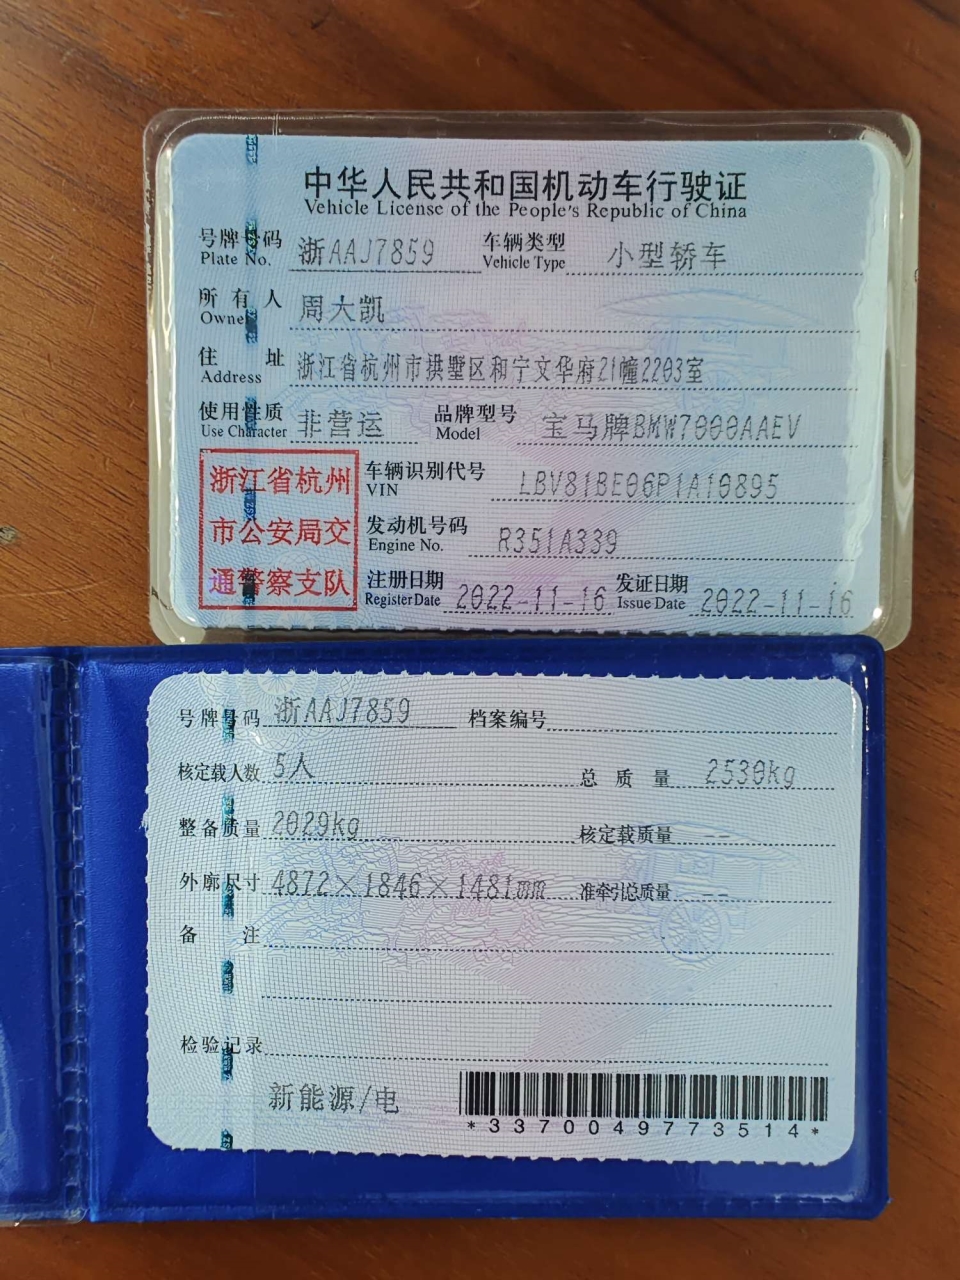 中华人民共和国机动车行驶证
Vehicle License of the People's Republic of China
号牌号码 浙AAJ7859 车辆类型 小型轿车
Plate No. Vehicle Type
所有人 周大凯
Owner
住址 浙江省杭州市拱墅区和宁文华府21幢2203室
Address
使用性质 非营运 品牌型号 宝马牌BMW7000AAEV
Use Character Model
浙江省杭州
市公安局交
通警察支队
车辆识别代号 LBV81BE06P1A10895
VIN
发动机号码 R351A339
Engine No.
注册日期 2022-11-16 发证日期 2022-11-16
Register Date Issue Date
号牌号码 浙AAJ7859 档案编号
核定载人数 5人 总质量 2530kg
整备质量 2029kg 核定载质量 --
外廓尺寸 4872×1846×1481mm 准牵引总质量 --
备注
检验记录
新能源/电
*3370049773514*